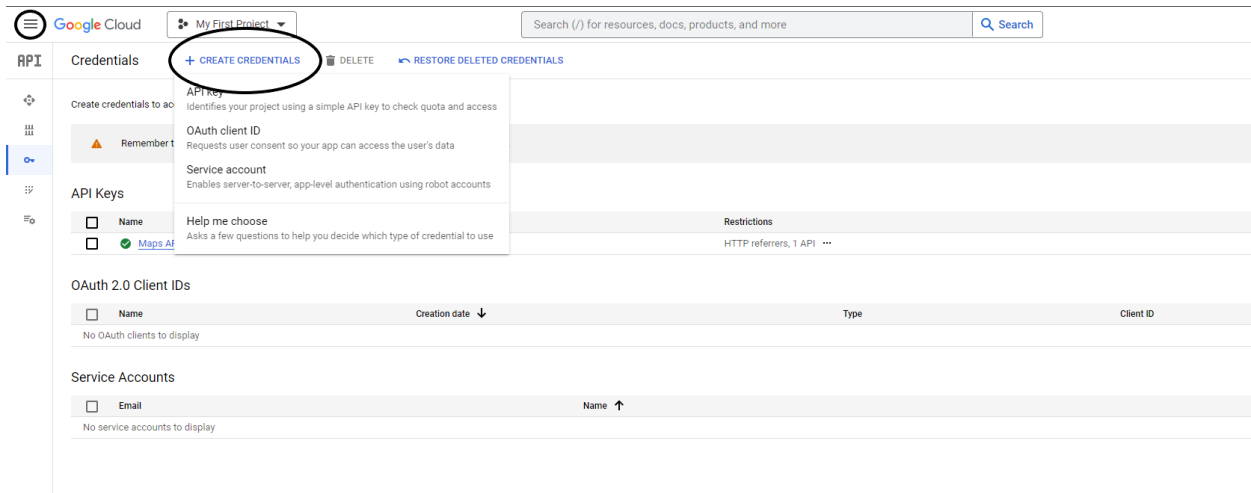 Google Cloud My First Project Search (/) for resources, docs, products, and more Search
API Credentials + CREATE CREDENTIALS DELETE RESTORE DELETED CREDENTIALS
API key
Create credentials to ac Identifies your project using a simple API key to check quota and access
OAuth client ID
Remember t Requests user consent so your app can access the user's data
Service account
Enables server-to-server, app-level authentication using robot accounts
API Keys
Help me choose
Name Restrictions
Asks a few questions to help you decide which type of credential to use
Maps AP HTTP referrers, 1 API
OAuth 2.0 Client IDs
Name Creation date Type Client ID
No OAuth clients to display
Service Accounts
Email Name
No service accounts to display